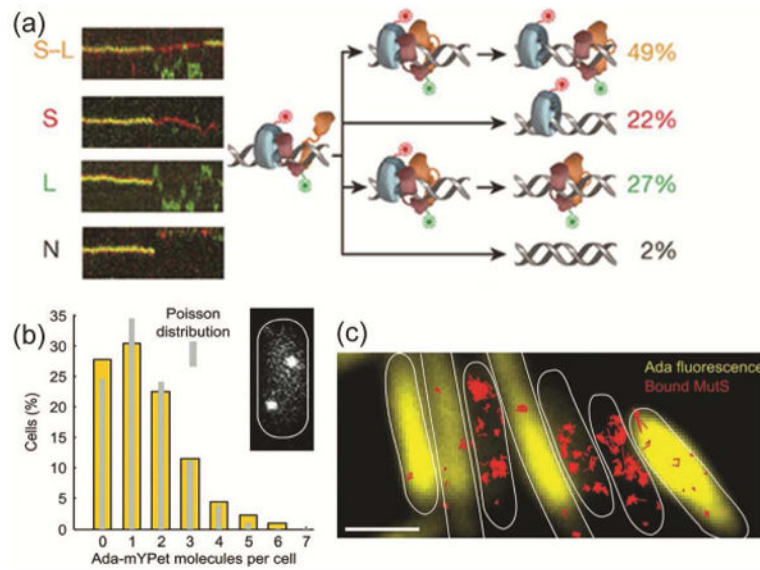 (a)
S–L
S
L
N
49%
22%
27%
2%
(b)
Poisson
distribution
Cells (%)
35
30
25
20
15
10
5
0
0 1 2 3 4 5 6 7
Ada-mYPet molecules per cell
(c)
Ada fluorescence
Bound MutS